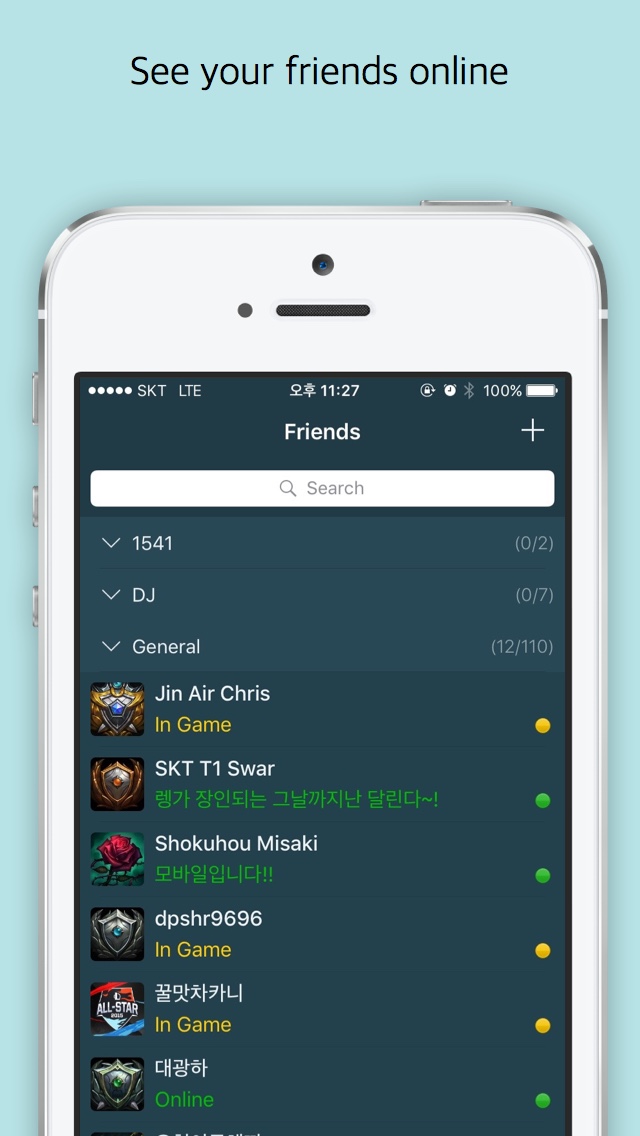 See your friends online
SKT LTE 오후 11:27 100%
Friends
Search
1541 (0/2)
DJ (0/7)
General (12/110)
Jin Air Chris
In Game
SKT T1 Swar
렝가 장인되는 그날까지난 달린다~!
Shokuhou Misaki
모바일입니다!!
dpshr9696
In Game
꿀맛차카니
In Game
ALL-STAR
2015
대광하
Online